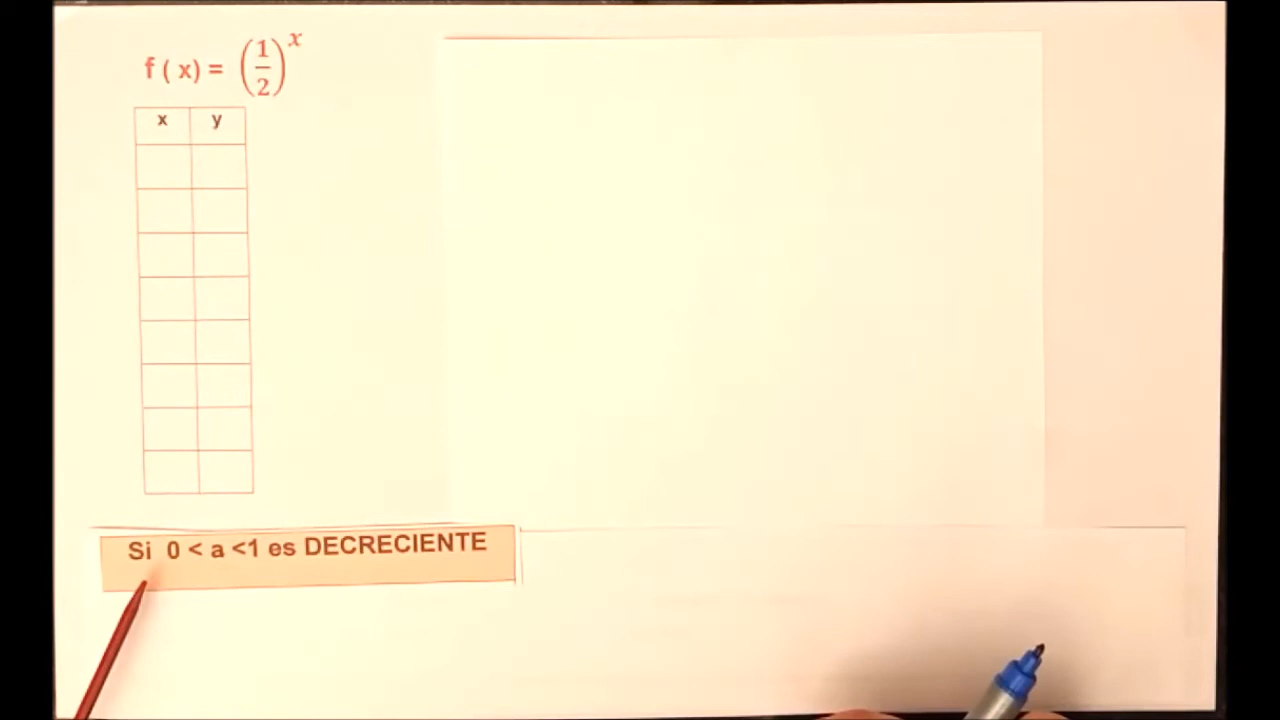 f ( x) = (1/2)^x
x y
Si 0 < a <1 es DECRECIENTE